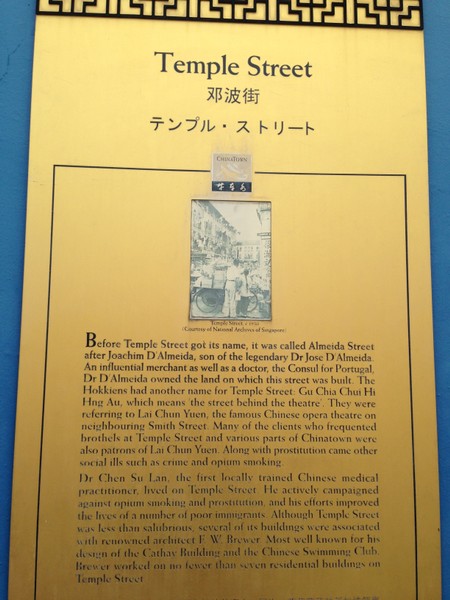 Temple Street
邓波街
テンプル・ストリート
CHINATOWN
牛车水
Temple Street
(Courtesy of National Archives of Singapore)
Before Temple Street got its name, it was called Almeida Street
after Joachim D'Almeida, son of the legendary Dr Jose D'Almeida.
An influential merchant as well as a doctor, the Consul for Portugal,
Dr D'Almeida owned the land on which this street was built. The
Hokkiens had another name for Temple Street: Gu Chia Chui Hi
Hng Au, which means 'the street behind the theatre'. They were
referring to Lai Chun Yuen, the famous Chinese opera theatre on
neighbouring Smith Street. Many of the clients who frequented
brothels at Temple Street and various parts of Chinatown were
also patrons of Lai Chun Yuen. Along with prostitution came other
social ills such as crime and opium smoking.
Dr Chen Su Lan, the first locally trained Chinese medical
practitioner, lived on Temple Street. He actively campaigned
against opium smoking and prostitution, and his efforts improved
the lives of a number of poor immigrants. Although Temple Street
was less than salubrious, several of its buildings were associated
with renowned architect F. W. Brewer. Most well known for his
design of the Cathay Building and the Chinese Swimming Club,
Brewer worked on no fewer than seven residential buildings on
Temple Street.